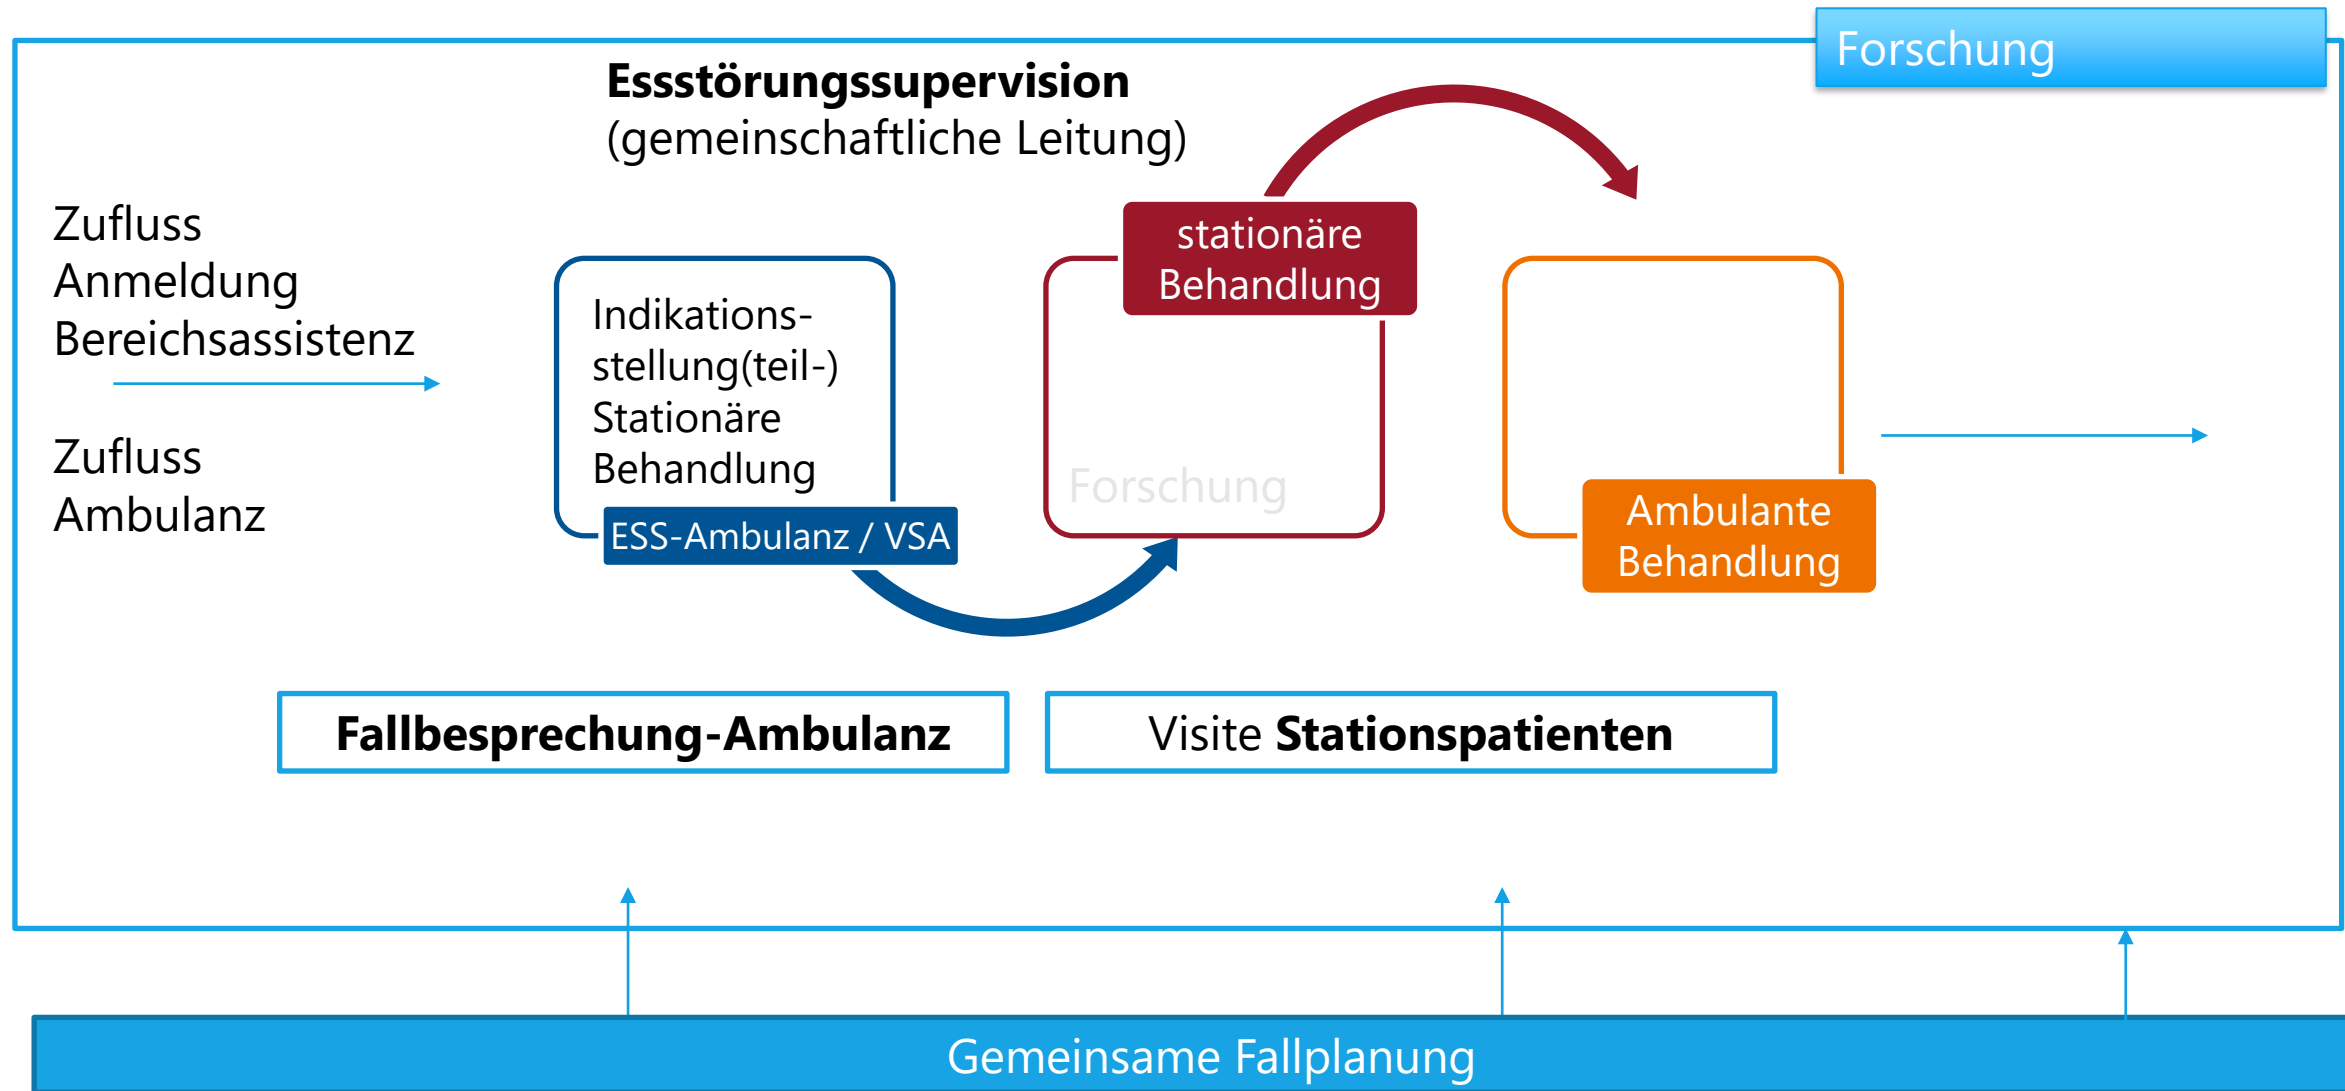 Forschung
Essstörungssupervision
(gemeinschaftliche Leitung)
Zufluss
Anmeldung
Bereichsassistenz
Zufluss
Ambulanz
Indikations-
stellung(teil-)
Stationäre
Behandlung
ESS-Ambulanz / VSA
stationäre
Behandlung
Forschung
Ambulante
Behandlung
Fallbesprechung-Ambulanz
Visite Stationspatienten
Gemeinsame Fallplanung